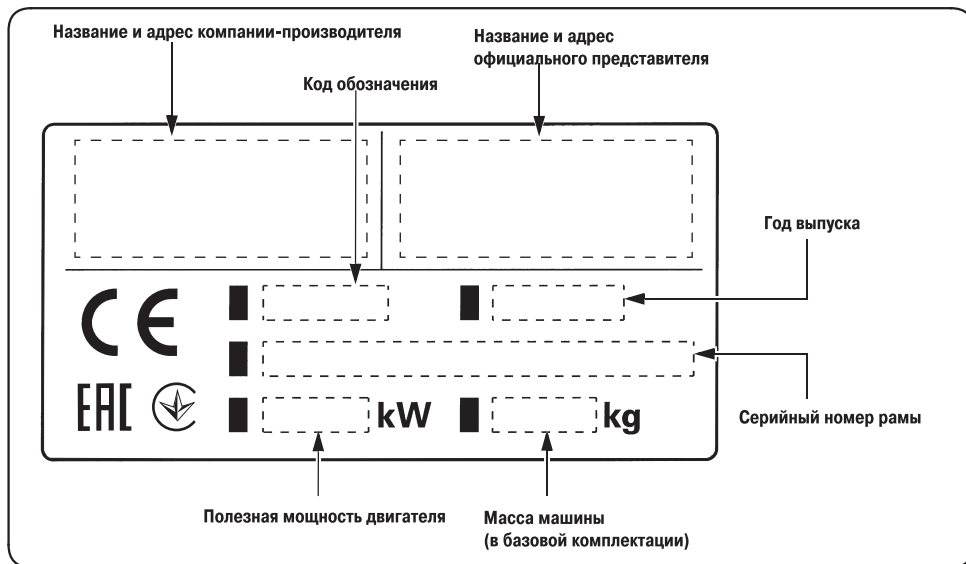 Название и адрес компании-производителя
Название и адрес
официального представителя
Код обозначения
Год выпуска
CE
EAC
kW
kg
Серийный номер рамы
Полезная мощность двигателя
Масса машины
(в базовой комплектации)